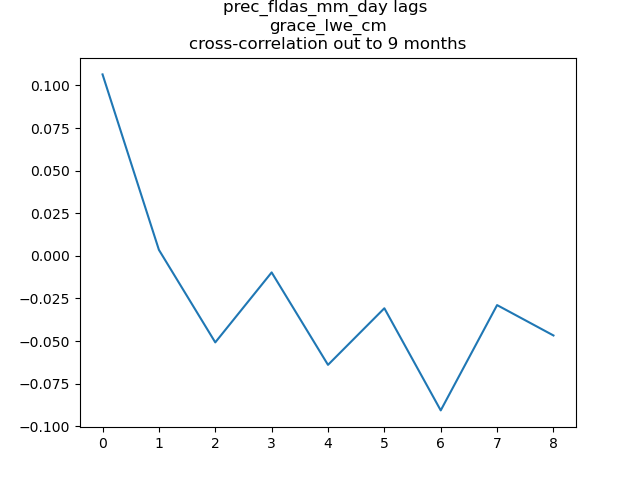 prec_fldas_mm_day lags
grace_lwe_cm
cross-correlation out to 9 months
0.100
0.075
0.050
0.025
0.000
−0.025
−0.050
−0.075
−0.100
0 1 2 3 4 5 6 7 8